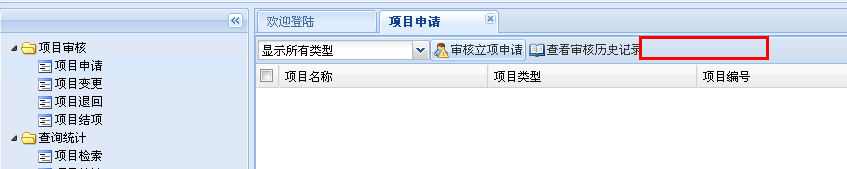 欢迎登陆 项目申请
项目审核
显示所有类型 审核立项申请 查看审核历史记录
项目申请
项目名称 项目类型 项目编号
项目变更
项目退回
项目结项
查询统计
项目检索